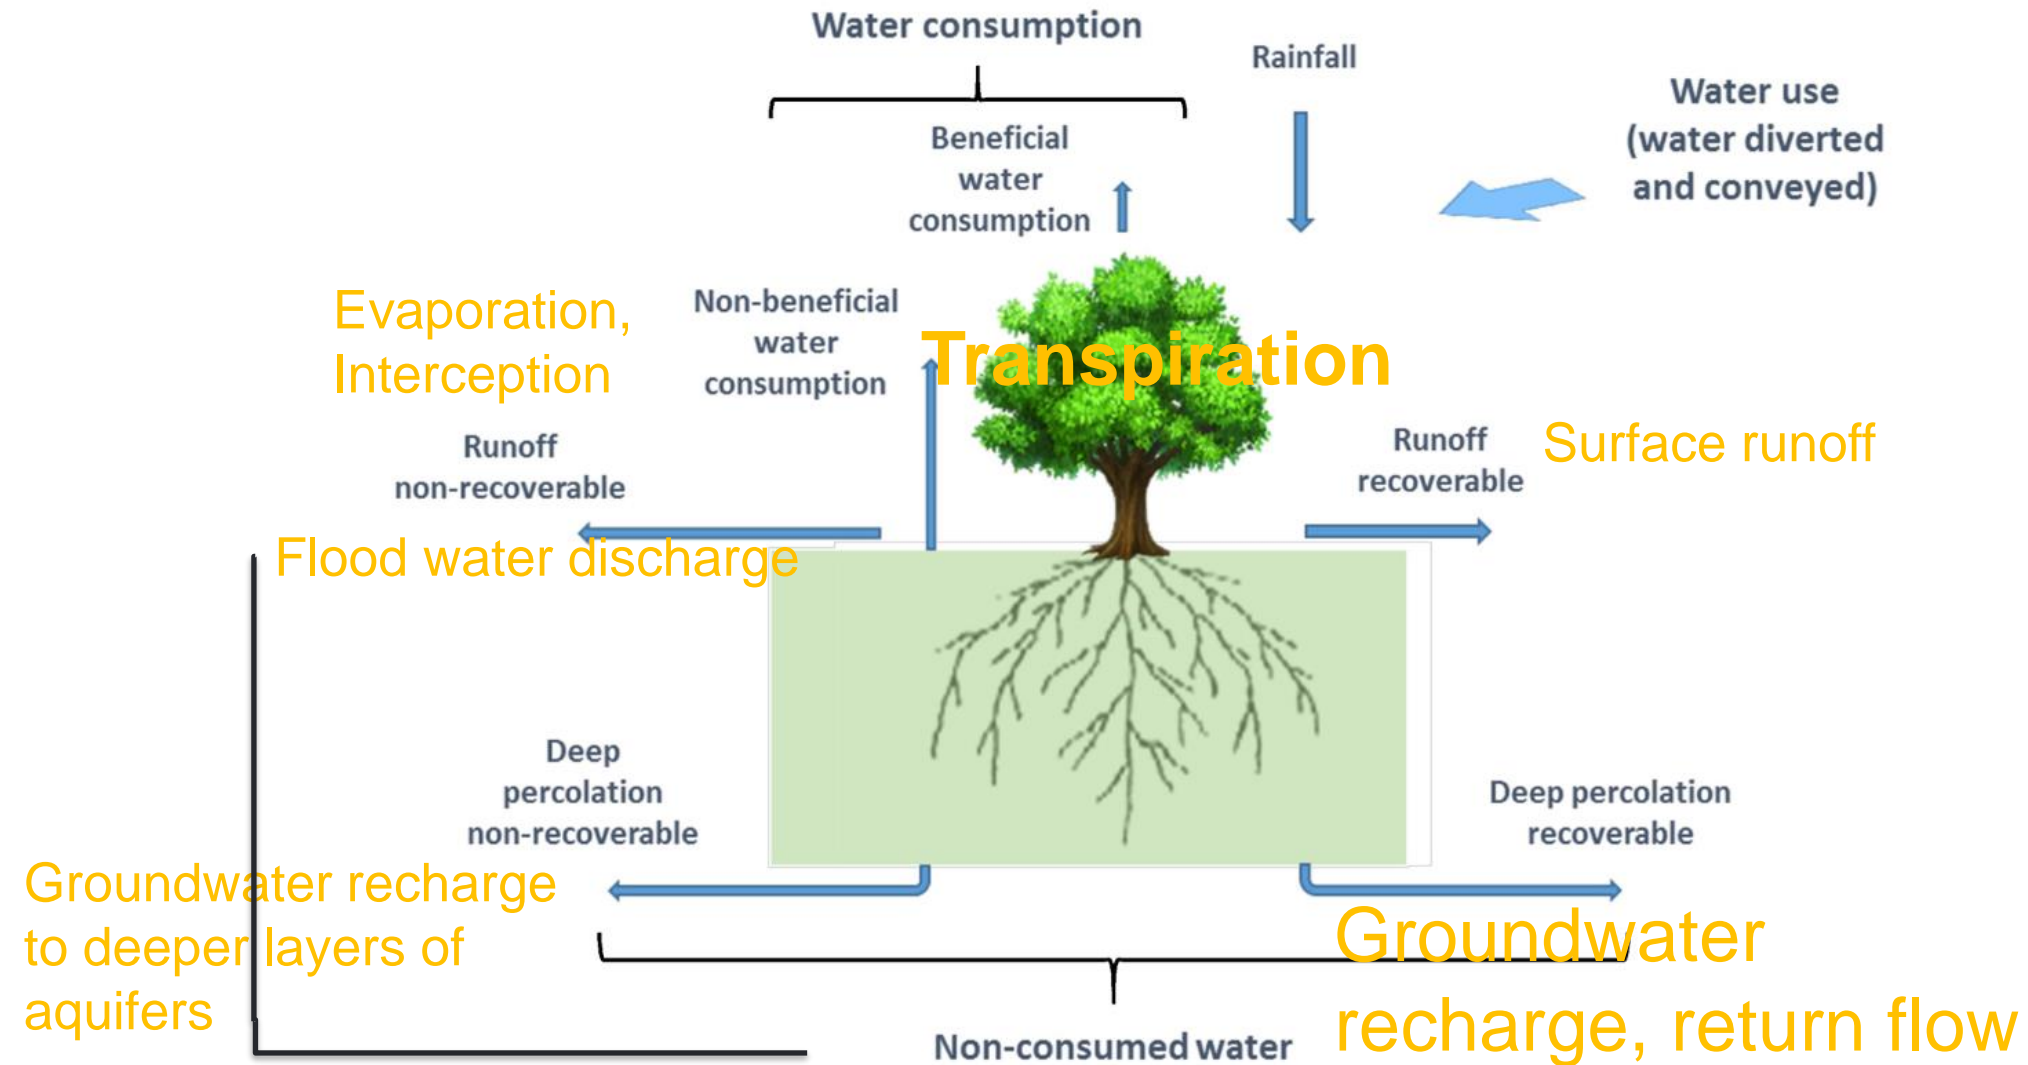 Water consumption
Rainfall
Water use
(water diverted
and conveyed)
Beneficial
water
consumption
Evaporation,
Interception
Non-beneficial
water
consumption
Transpiration
Runoff
non-recoverable
Runoff
recoverable
Surface runoff
Flood water discharge
Deep
percolation
non-recoverable
Deep percolation
recoverable
Groundwater recharge
to deeper layers of
aquifers
Groundwater
recharge, return flow
Non-consumed water